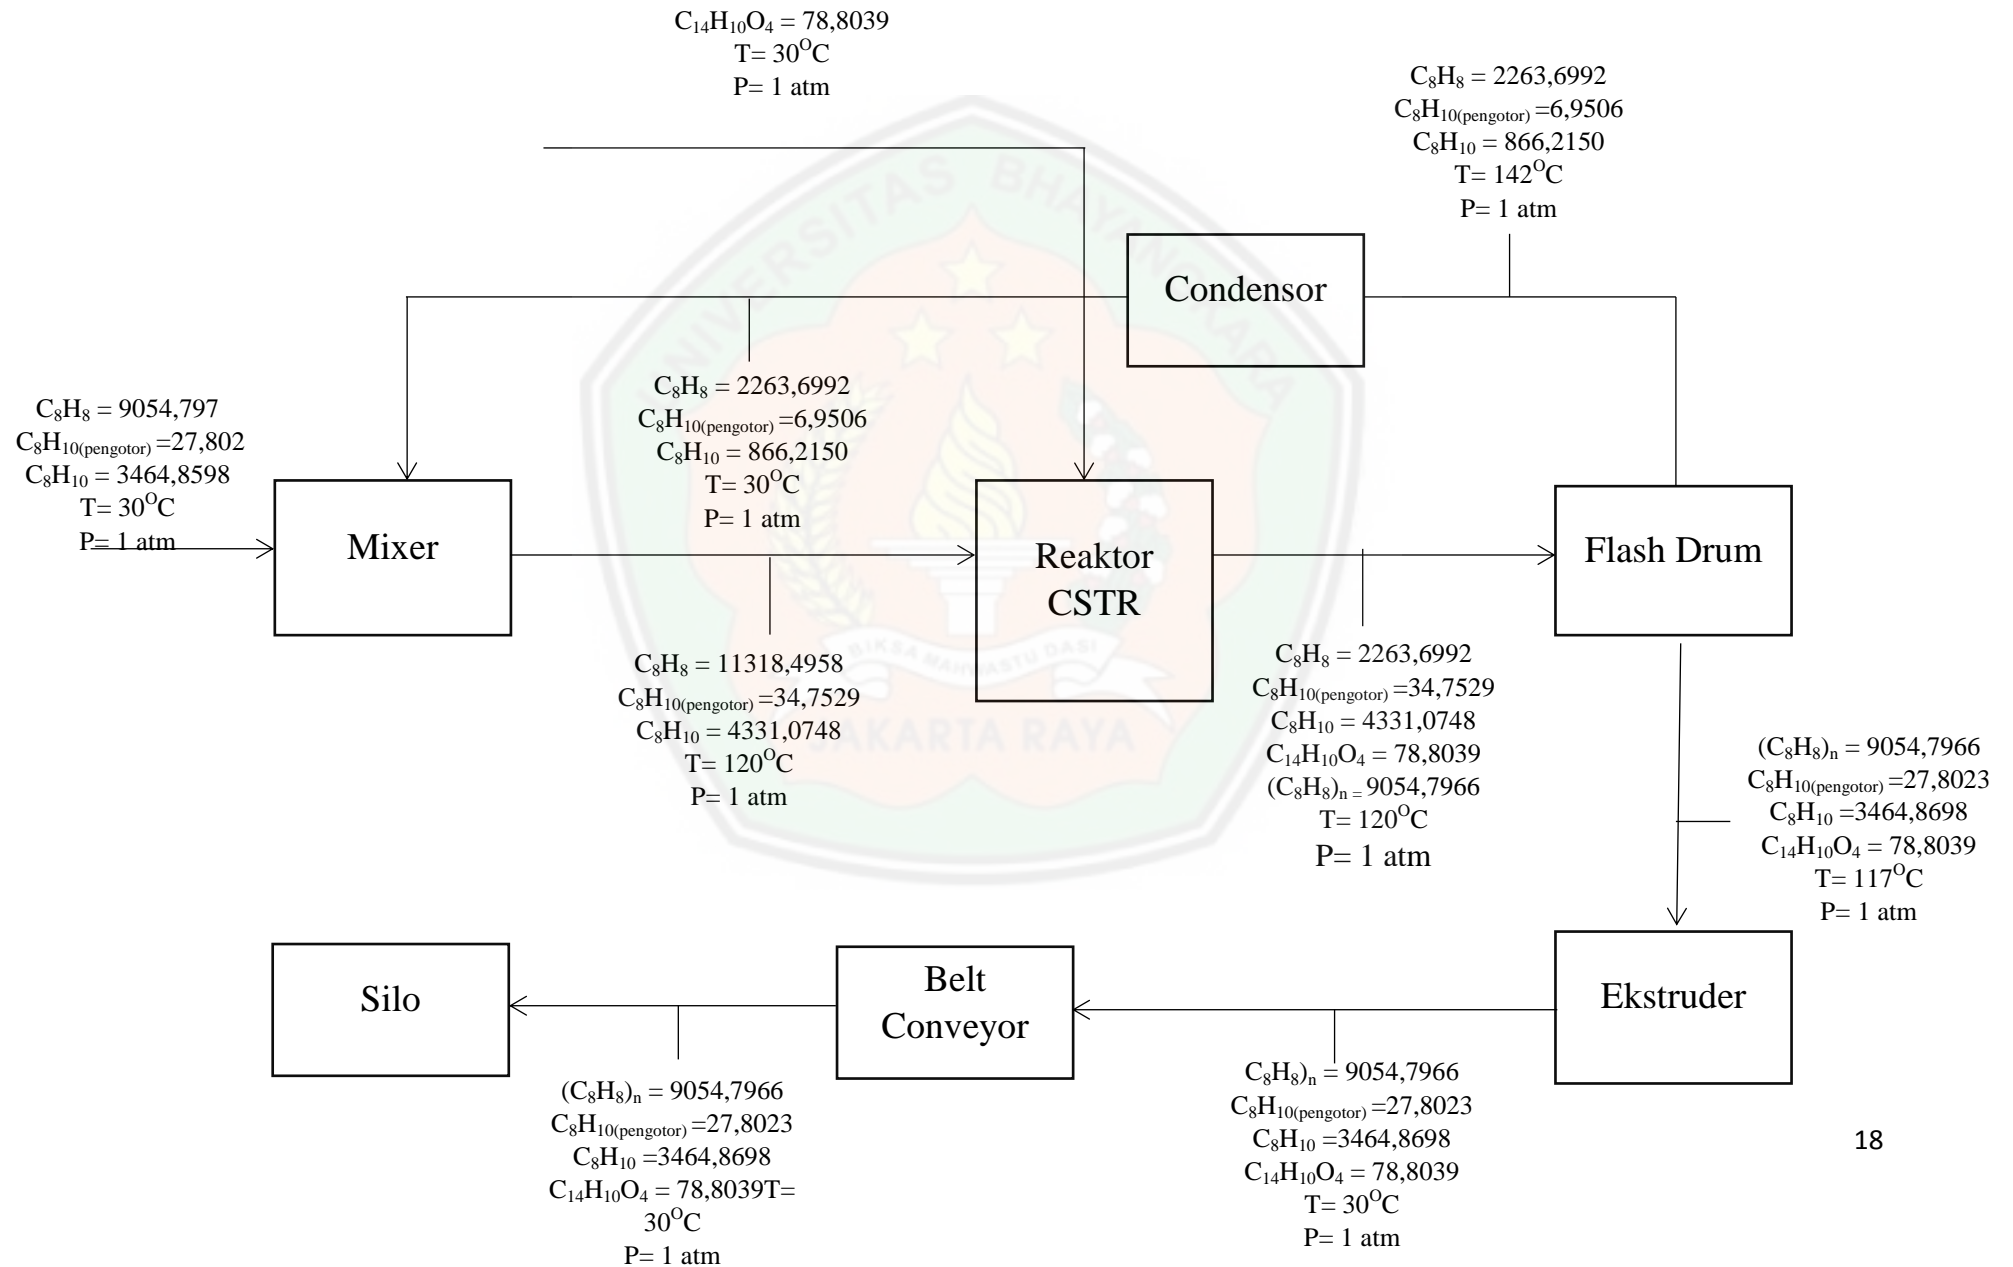 C₁₄H₁₀O₄ = 78,8039
T= 30ᴼC
P= 1 atm
C₈H₈ = 2263,6992
C₈H₁₀(pengotor) =6,9506
C₈H₁₀ = 866,2150
T= 142ᴼC
P= 1 atm
Condensor
C₈H₈ = 2263,6992
C₈H₁₀(pengotor) =6,9506
C₈H₁₀ = 866,2150
T= 30ᴼC
P= 1 atm
C₈H₈ = 9054,797
C₈H₁₀(pengotor) =27,802
C₈H₁₀ = 3464,8598
T= 30ᴼC
P= 1 atm
Mixer
Reaktor
CSTR
Flash Drum
C₈H₈ = 11318,4958
C₈H₁₀(pengotor) =34,7529
C₈H₁₀ = 4331,0748
T= 120ᴼC
P= 1 atm
C₈H₈ = 2263,6992
C₈H₁₀(pengotor) =34,7529
C₈H₁₀ = 4331,0748
C₁₄H₁₀O₄ = 78,8039
(C₈H₈)ₙ = 9054,7966
T= 120ᴼC
P= 1 atm
(C₈H₈)ₙ = 9054,7966
C₈H₁₀(pengotor) =27,8023
C₈H₁₀ =3464,8698
C₁₄H₁₀O₄ = 78,8039
T= 117ᴼC
P= 1 atm
Silo
Belt
Conveyor
Ekstruder
(C₈H₈)ₙ = 9054,7966
C₈H₁₀(pengotor) =27,8023
C₈H₁₀ =3464,8698
C₁₄H₁₀O₄ = 78,8039T=
30ᴼC
P= 1 atm
C₈H₈)ₙ = 9054,7966
C₈H₁₀(pengotor) =27,8023
C₈H₁₀ =3464,8698
C₁₄H₁₀O₄ = 78,8039
T= 30ᴼC
P= 1 atm
18
UNIVERSITAS BHAYANGKARA
BIKSA MAHWASTU DASI
JAKARTA RAYA